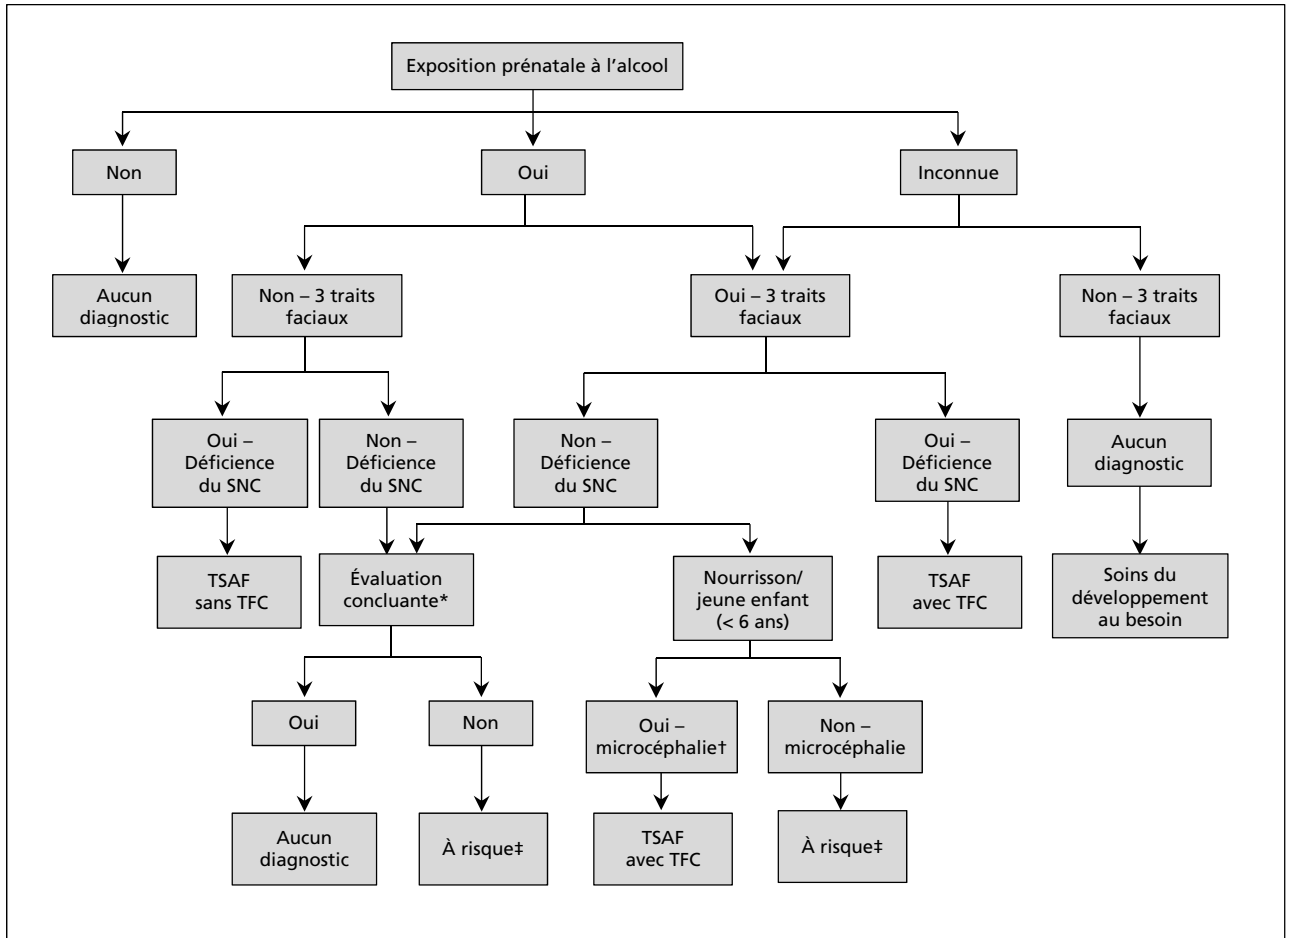 Exposition prénatale à l'alcool
Non
Oui
Inconnue
Aucun
diagnostic
Non – 3 traits
faciaux
Oui – 3 traits
faciaux
Non – 3 traits
faciaux
Oui –
Déficience
du SNC
Non –
Déficience
du SNC
Non –
Déficience
du SNC
Oui –
Déficience
du SNC
Aucun
diagnostic
TSAF
sans TFC
Évaluation
concluante*
Nourrisson/
jeune enfant
(< 6 ans)
TSAF
avec TFC
Soins du
développement
au besoin
Oui
Non
Oui –
microcéphalie†
Non –
microcéphalie
Aucun
diagnostic
À risque‡
TSAF
avec TFC
À risque‡